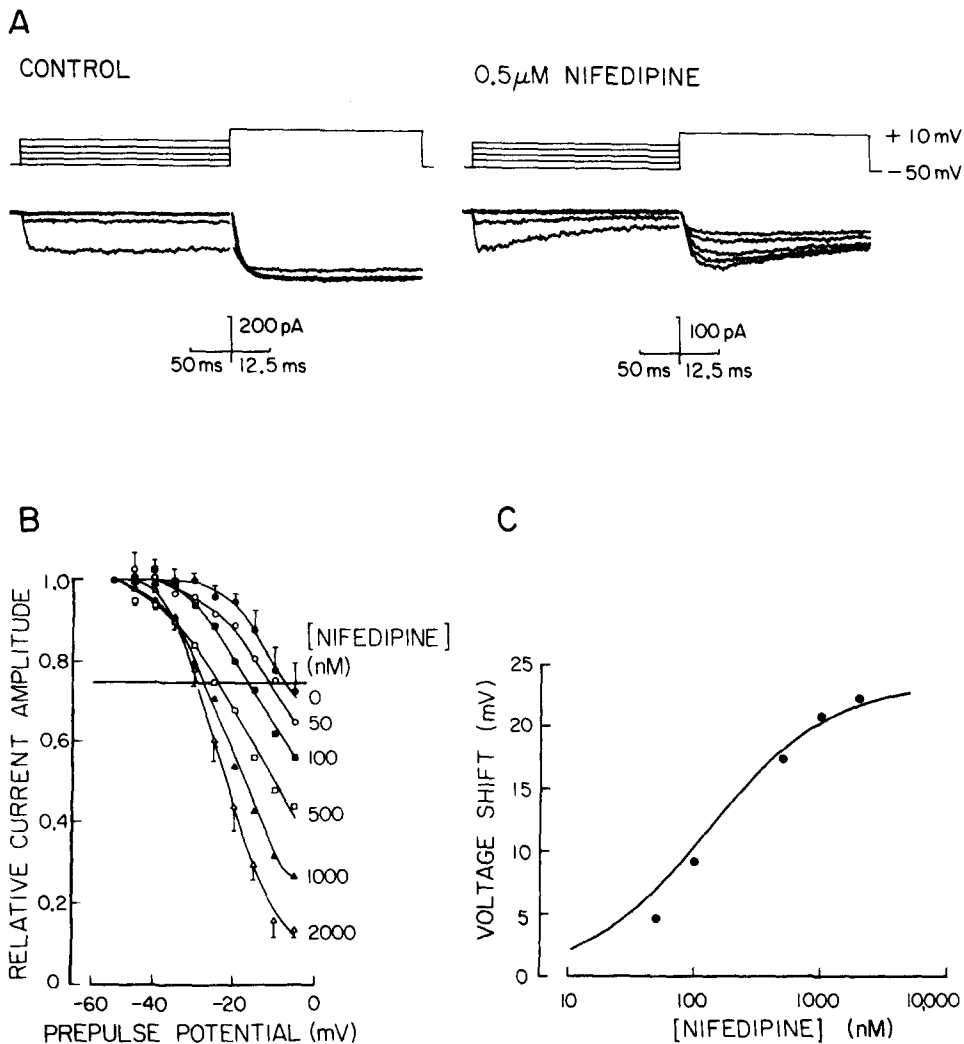 A
CONTROL
0.5µM NIFEDIPINE
+10 mV
-50 mV
200 pA
50 ms 12.5 ms
100 pA
50 ms 12.5 ms
B
RELATIVE CURRENT AMPLITUDE
1.0
0.8
0.6
0.4
0.2
0
-60 -40 -20 0
PREPULSE POTENTIAL (mV)
[NIFEDIPINE]
(nM)
0
50
100
500
1000
2000
C
VOLTAGE SHIFT (mV)
25
20
15
10
5
0
10 100 1000 10,000
[NIFEDIPINE] (nM)